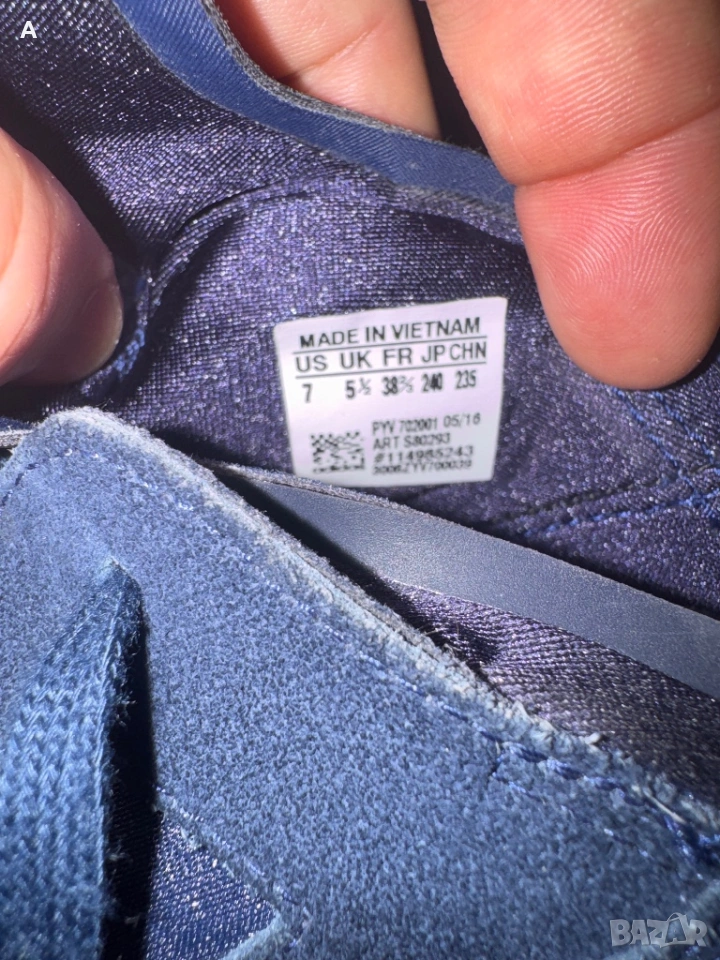 A
MADE IN VIETNAM
US UK FR JP CHN
7 5½ 38⅔ 240 235
PYV 702001 05/16
ART S80293
#114985243
3006ZYV700039
BAZAR